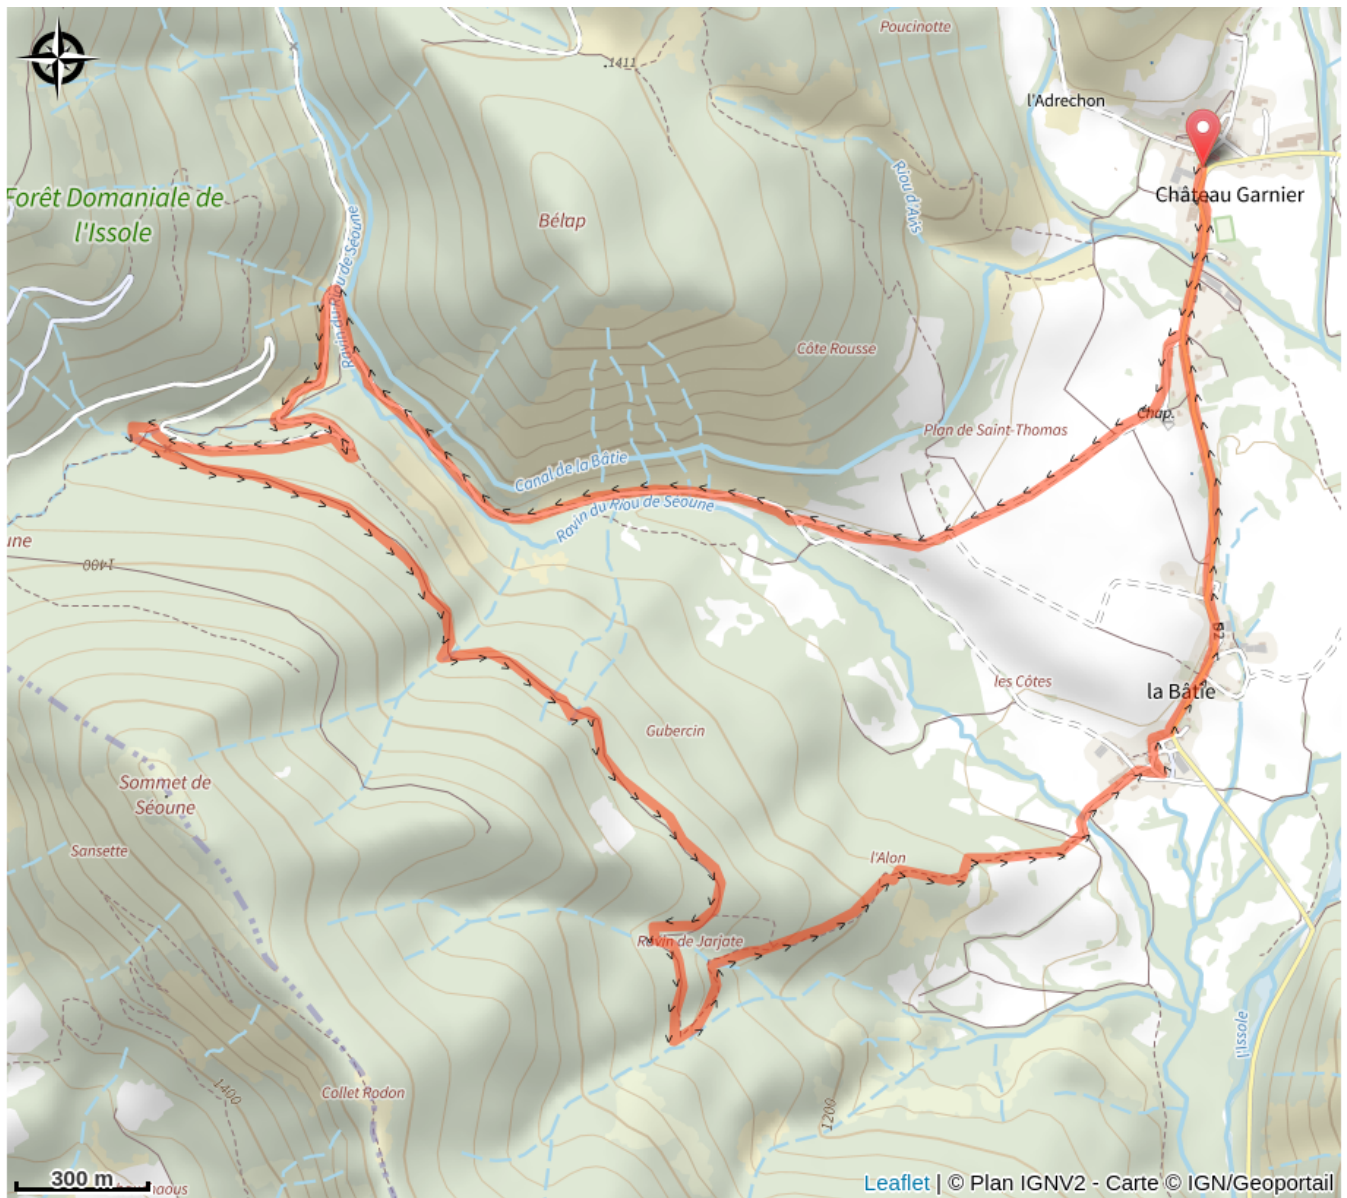 Poucinotte
1411
l'Adrechon
Riou d'Avis
Forêt Domaniale de
l'Issole
Château Garnier
Bélap
Ravin du Riou de Séoune
Côte Rousse
Chap.
Plan de Saint-Thomas
Canal de la Bâtie
Ravin du Riou de Séoune
une
1400
les Côtes
la Bâtie
Gubercin
Sommet de
Séoune
Sansette
l'Alon
Ravin de Jarjate
l'Issole
Collet Rodon
1400
1200
300 m
Leaflet | © Plan IGNV2 - Carte © IGN/Geoportail